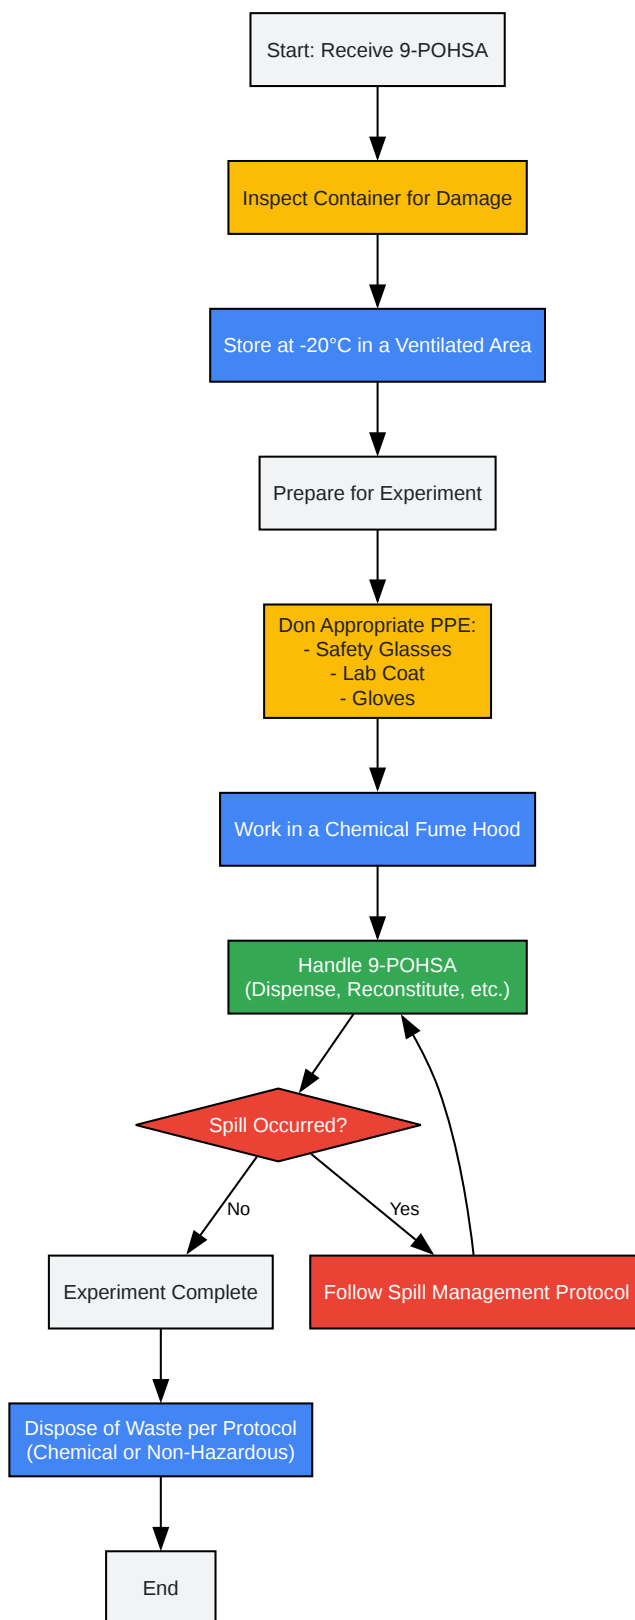 Start: Receive 9-POHSA
Inspect Container for Damage
Store at -20°C in a Ventilated Area
Prepare for Experiment
Don Appropriate PPE:
- Safety Glasses
- Lab Coat
- Gloves
Work in a Chemical Fume Hood
Handle 9-POHSA
(Dispense, Reconstitute, etc.)
Spill Occurred?
No
Yes
Experiment Complete
Follow Spill Management Protocol
Dispose of Waste per Protocol
(Chemical or Non-Hazardous)
End